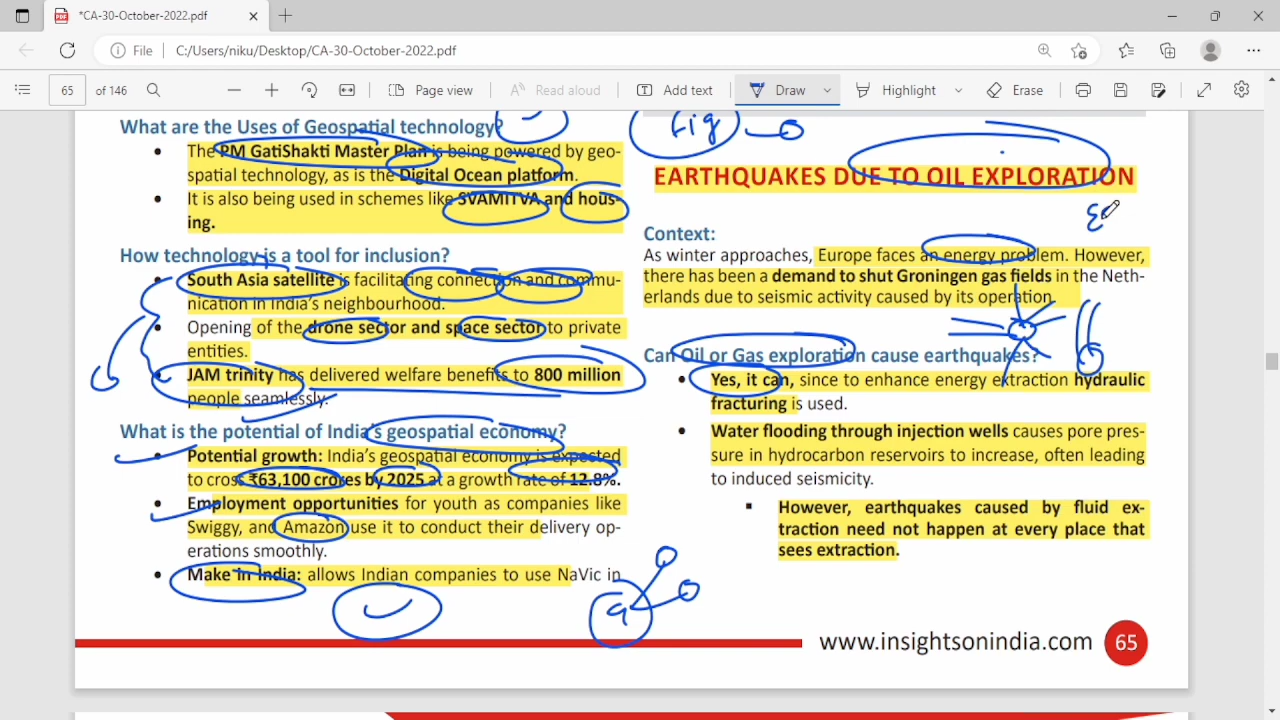 *CA-30-October-2022.pdf
File
C:/Users/niku/Desktop/CA-30-October-2022.pdf
65
of 146
Page view
Read aloud
Add text
Draw
Highlight
Erase
What are the Uses of Geospatial technology?
• The PM GatiShakti Master Plan is being powered by geo-
spatial technology, as is the Digital Ocean platform.
• It is also being used in schemes like SVAMITVA and hous-
ing.
How technology is a tool for inclusion?
• South Asia satellite is facilitating connection and commu-
nication in India's neighbourhood.
• Opening of the drone sector and space sector to private
entities.
• JAM trinity has delivered welfare benefits to 800 million
people seamlessly.
What is the potential of India's geospatial economy?
• Potential growth: India's geospatial economy is expected
to cross ₹63,100 crores by 2025 at a growth rate of 12.8%.
• Employment opportunities for youth as companies like
Swiggy, and Amazon use it to conduct their delivery op-
erations smoothly.
• Make in India: allows Indian companies to use NaVic in
EARTHQUAKES DUE TO OIL EXPLORATION
Context:
As winter approaches, Europe faces an energy problem. However,
there has been a demand to shut Groningen gas fields in the Neth-
erlands due to seismic activity caused by its operation
Can Oil or Gas exploration cause earthquakes?
• Yes, it can, since to enhance energy extraction hydraulic
fracturing is used.
• Water flooding through injection wells causes pore pres-
sure in hydrocarbon reservoirs to increase, often leading
to induced seismicity.
▪ However, earthquakes caused by fluid ex-
traction need not happen at every place that
sees extraction.
www.insightsonindia.com 65